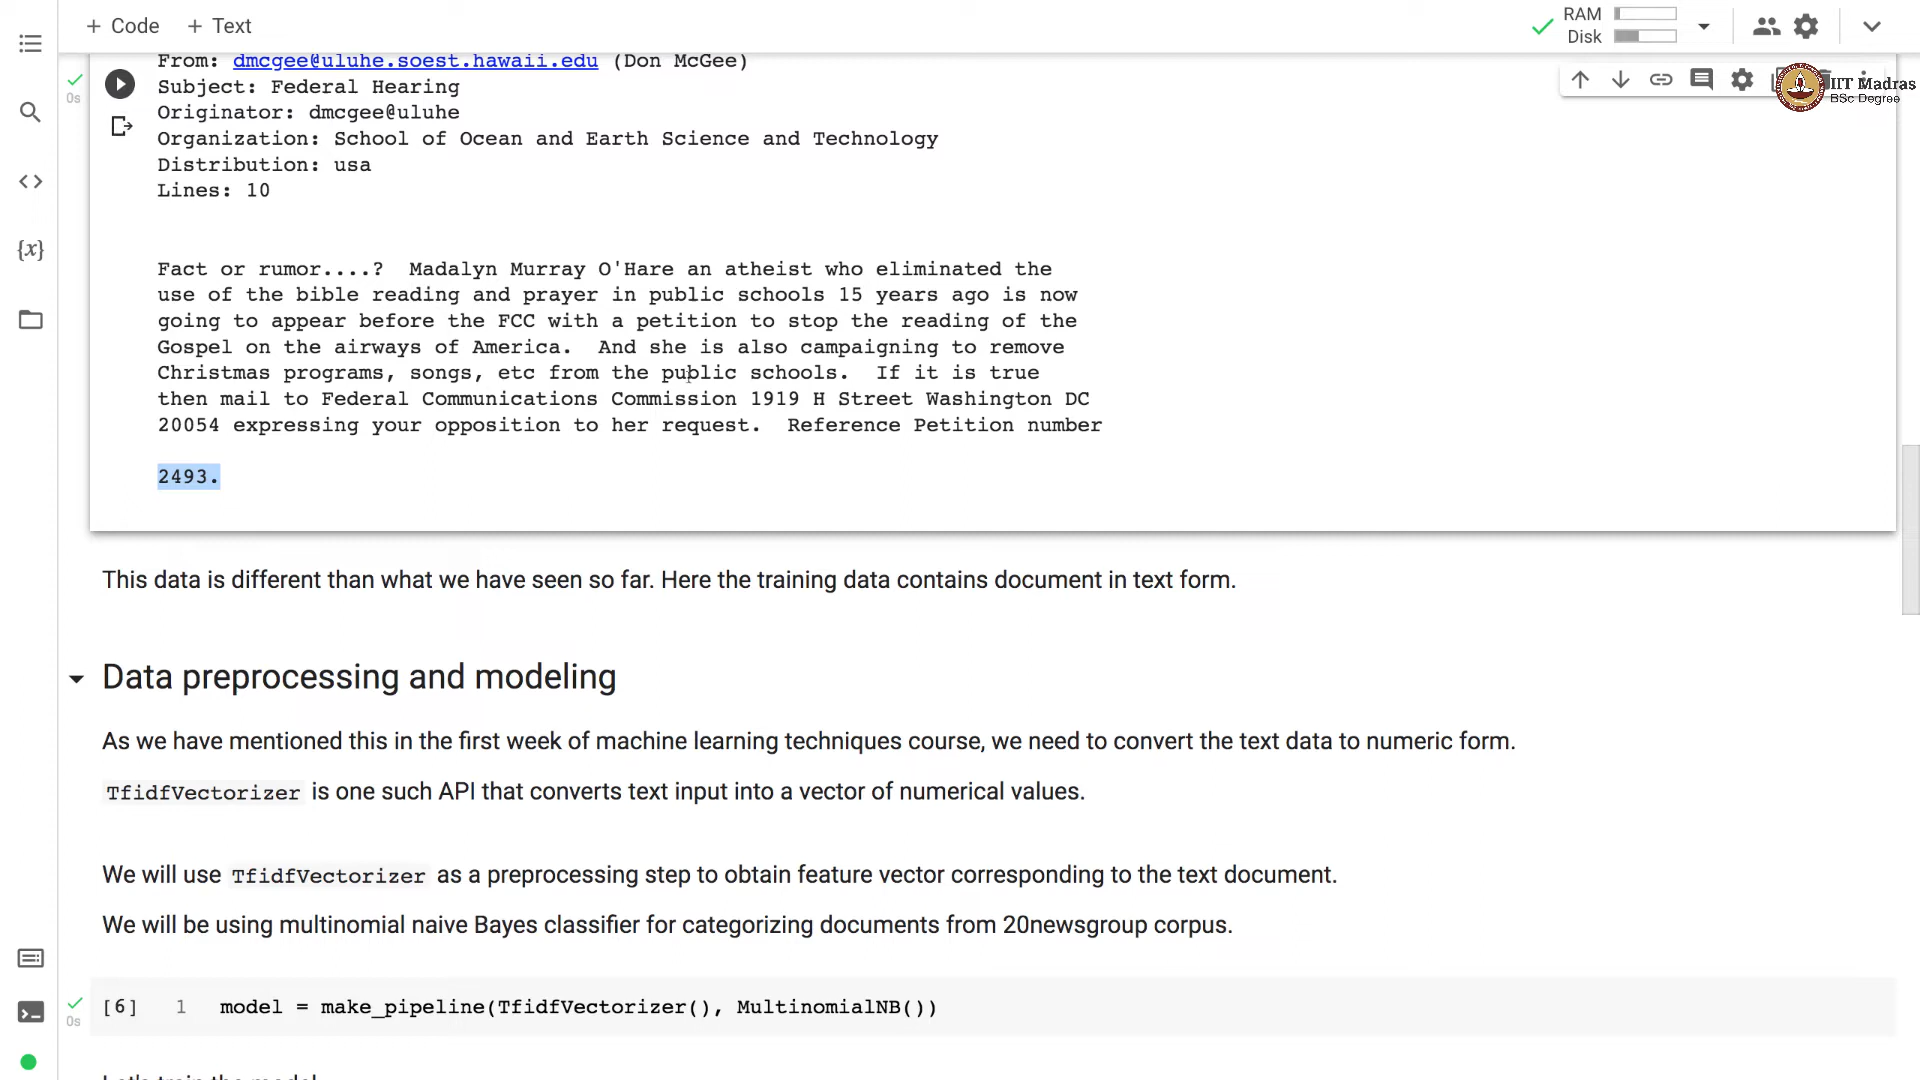 + Code + Text
RAM
Disk
IIT Madras
BSc Degree
0s
From: dmcgee@uluhe.soest.hawaii.edu (Don McGee)
Subject: Federal Hearing
Originator: dmcgee@uluhe
Organization: School of Ocean and Earth Science and Technology
Distribution: usa
Lines: 10
Fact or rumor....?  Madalyn Murray O'Hare an atheist who eliminated the
use of the bible reading and prayer in public schools 15 years ago is now
going to appear before the FCC with a petition to stop the reading of the
Gospel on the airways of America.  And she is also campaigning to remove
Christmas programs, songs, etc from the public schools.  If it is true
then mail to Federal Communications Commission 1919 H Street Washington DC
20054 expressing your opposition to her request.  Reference Petition number
2493.
This data is different than what we have seen so far. Here the training data contains document in text form.
Data preprocessing and modeling
As we have mentioned this in the first week of machine learning techniques course, we need to convert the text data to numeric form.
TfidfVectorizer is one such API that converts text input into a vector of numerical values.
We will use TfidfVectorizer as a preprocessing step to obtain feature vector corresponding to the text document.
We will be using multinomial naive Bayes classifier for categorizing documents from 20newsgroup corpus.
[6] 1 model = make_pipeline(TfidfVectorizer(), MultinomialNB())
0s
Let's train the model